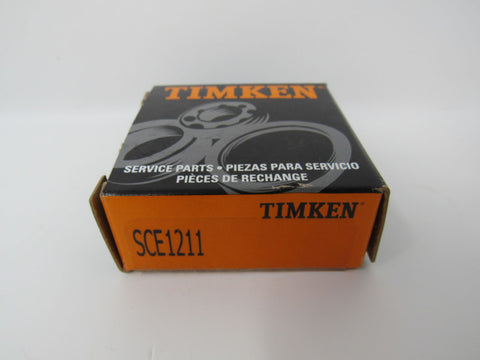 TIMKEN
SERVICE PARTS • PIEZAS PARA SERVICIO
PIÈCES DE RECHANGE
TIMKEN
SCE1211